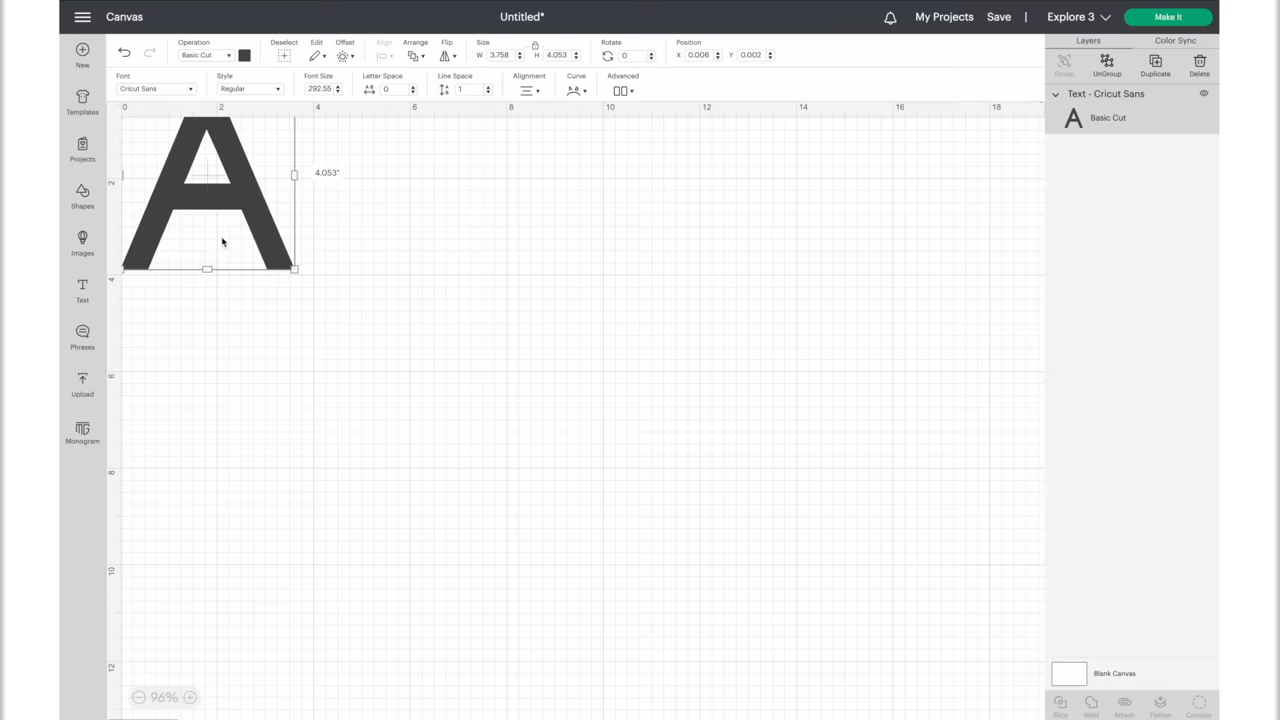 Canvas Untitled* My Projects Save | Explore 3 Make It
Operation Deselect Edit Offset Align Arrange Flip Size Rotate Position
Basic Cut W 3.758 H 4.053 0 X 0.006 Y 0.002
Font Style Font Size Letter Space Line Space Alignment Curve Advanced
Cricut Sans Regular 292.55 0 1
New
Templates
Projects
Shapes
Images
Text
Phrases
Upload
Monogram
0 2 4 6 8 10 12 14 16 18
2
4
6
8
10
12
A
4.053"
96%
Layers Color Sync
Group UnGroup Duplicate Delete
Text - Cricut Sans
A Basic Cut
Blank Canvas
Slice Weld Attach Flatten Contour